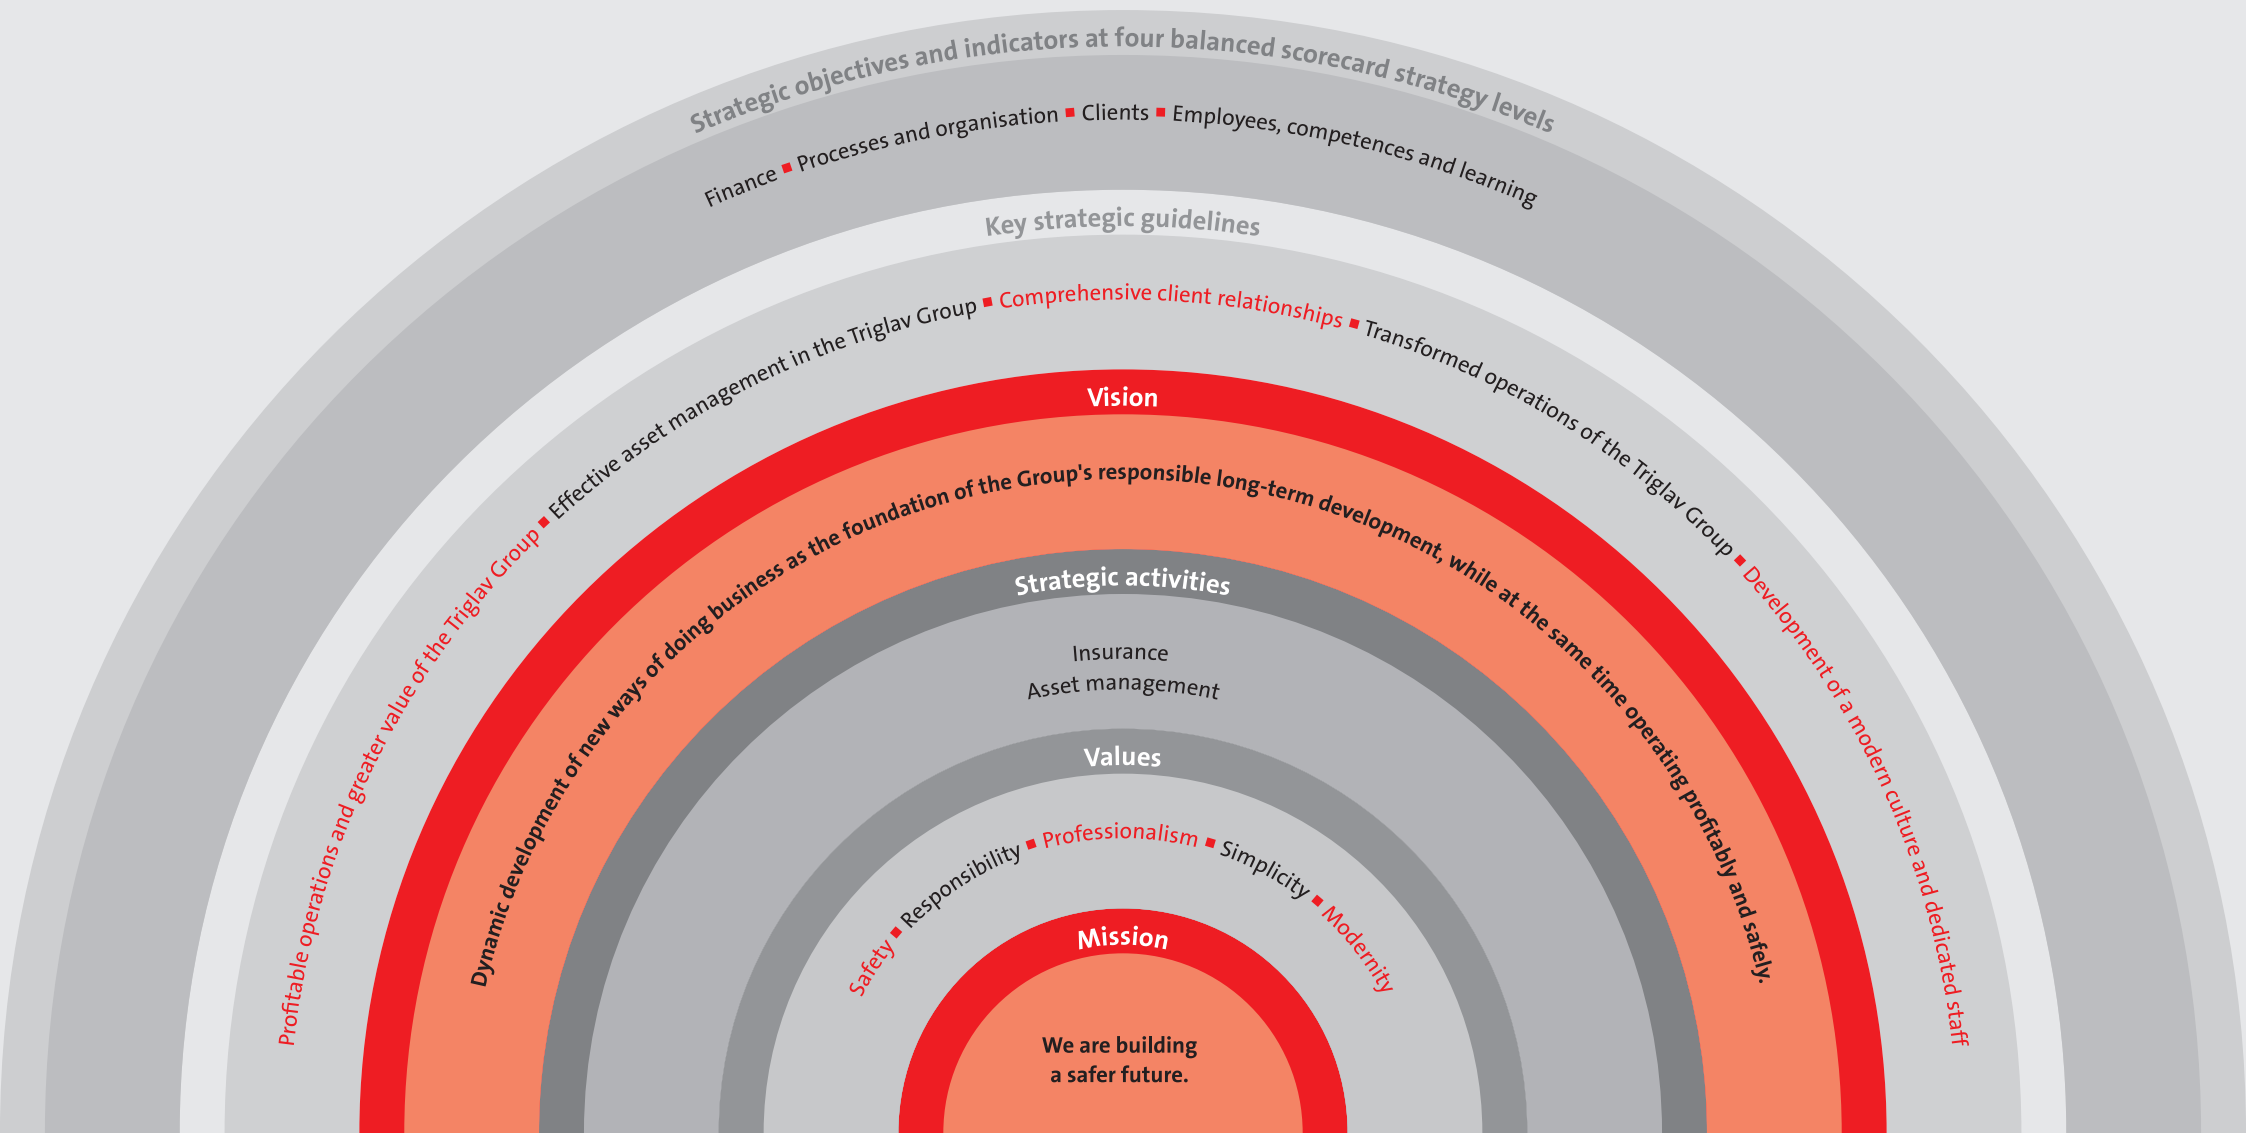 Strategic objectives and indicators at four balanced scorecard strategy levels
Finance ▪ Processes and organisation ▪ Clients ▪ Employees, competences and learning
Key strategic guidelines
Profitable operations and greater value of the Triglav Group ▪ Effective asset management in the Triglav Group ▪ Comprehensive client relationships ▪ Transformed operations of the Triglav Group ▪ Development of a modern culture and dedicated staff
Vision
Dynamic development of new ways of doing business as the foundation of the Group's responsible long-term development, while at the same time operating profitably and safely.
Strategic activities
Insurance
Asset management
Values
Safety ▪ Responsibility ▪ Professionalism ▪ Simplicity ▪ Modernity
Mission
We are building
a safer future.